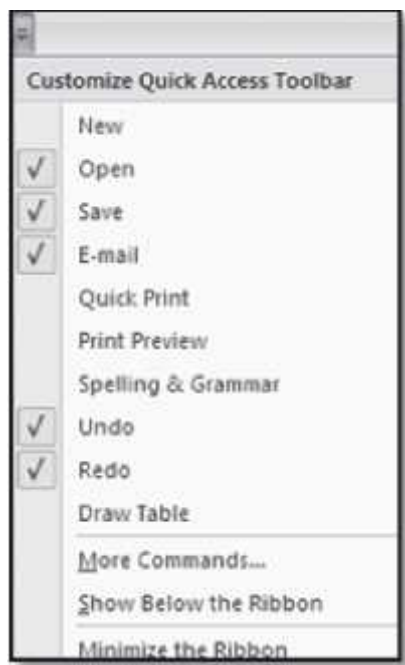 Customize Quick Access Toolbar
New
Open
Save
E-mail
Quick Print
Print Preview
Spelling & Grammar
Undo
Redo
Draw Table
More Commands...
Show Below the Ribbon
Minimize the Ribbon